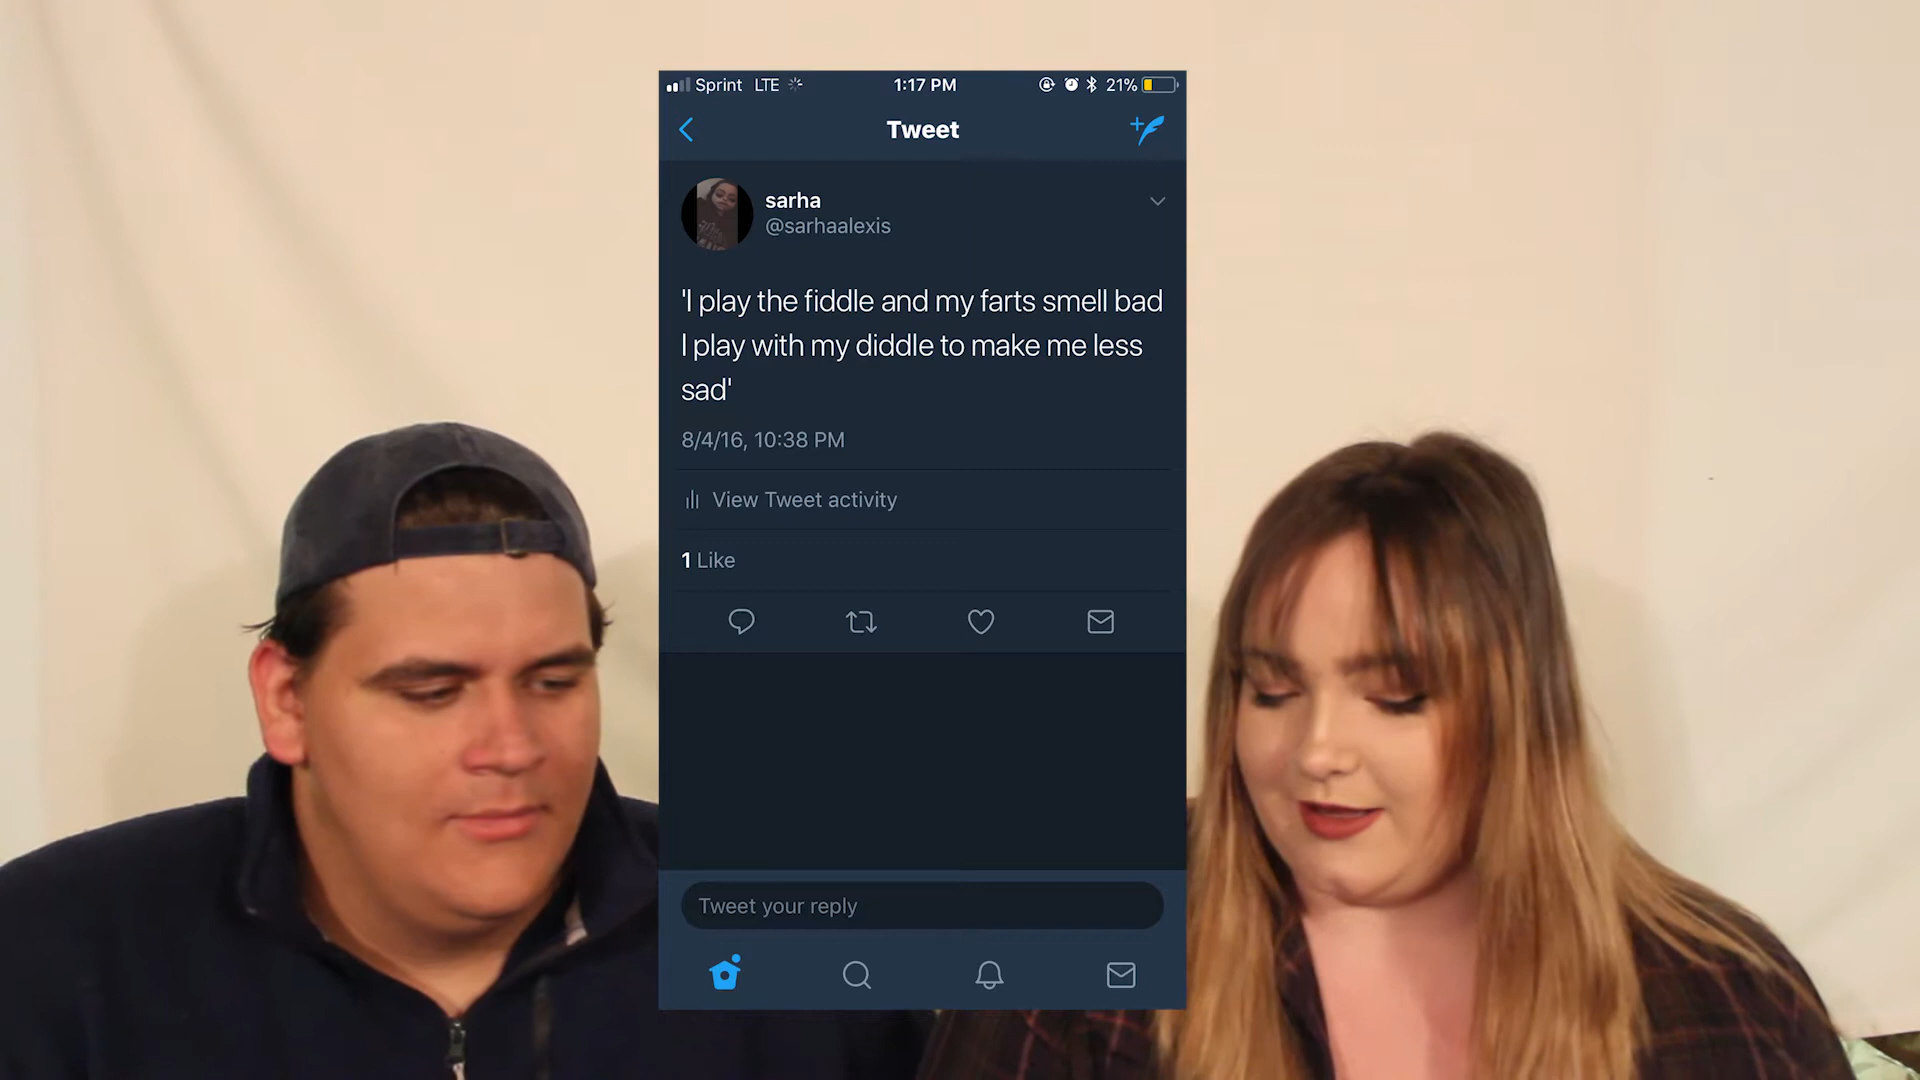 Sprint LTE 1:17 PM 21%
Tweet
sarha
@sarhaalexis
'I play the fiddle and my farts smell bad
I play with my diddle to make me less
sad'
8/4/16, 10:38 PM
View Tweet activity
1 Like
Tweet your reply